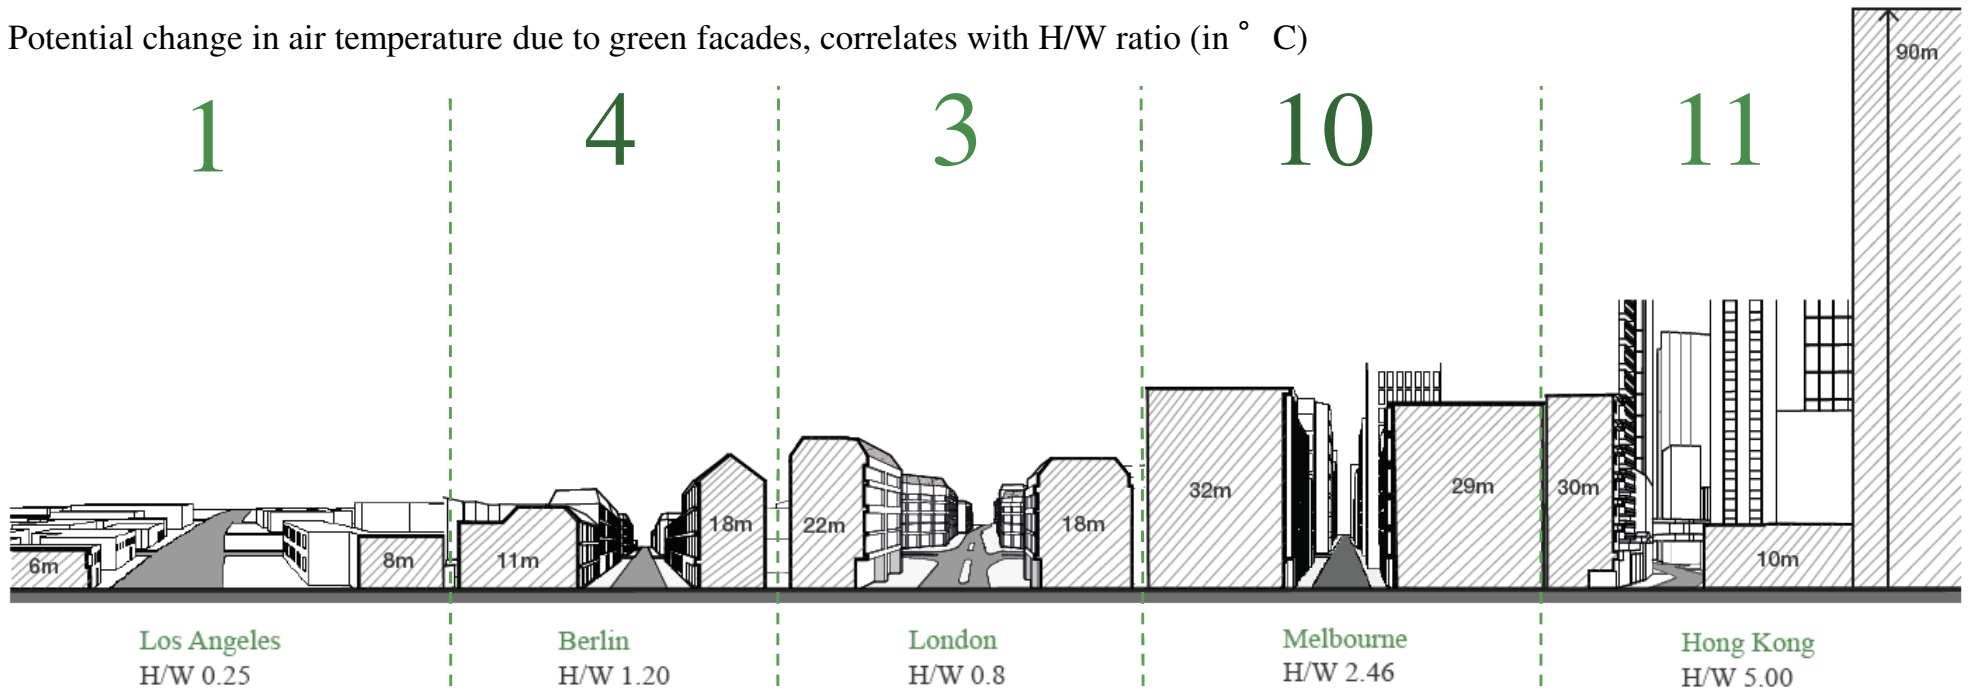 Potential change in air temperature due to green facades, correlates with H/W ratio (in ° C)
90m
1 4 3 10 11
6m 8m 11m 18m 22m 18m 32m 29m 30m 10m
Los Angeles Berlin London Melbourne Hong Kong
H/W 0.25 H/W 1.20 H/W 0.8 H/W 2.46 H/W 5.00